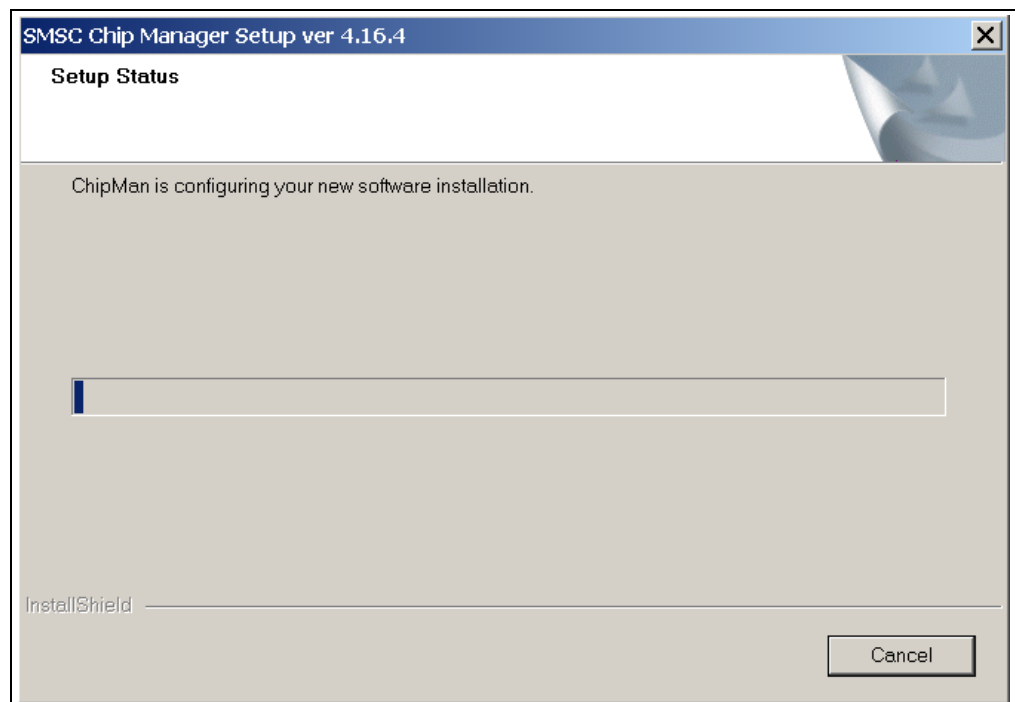 SMSC Chip Manager Setup ver 4.16.4
Setup Status
ChipMan is configuring your new software installation.
InstallShield
Cancel